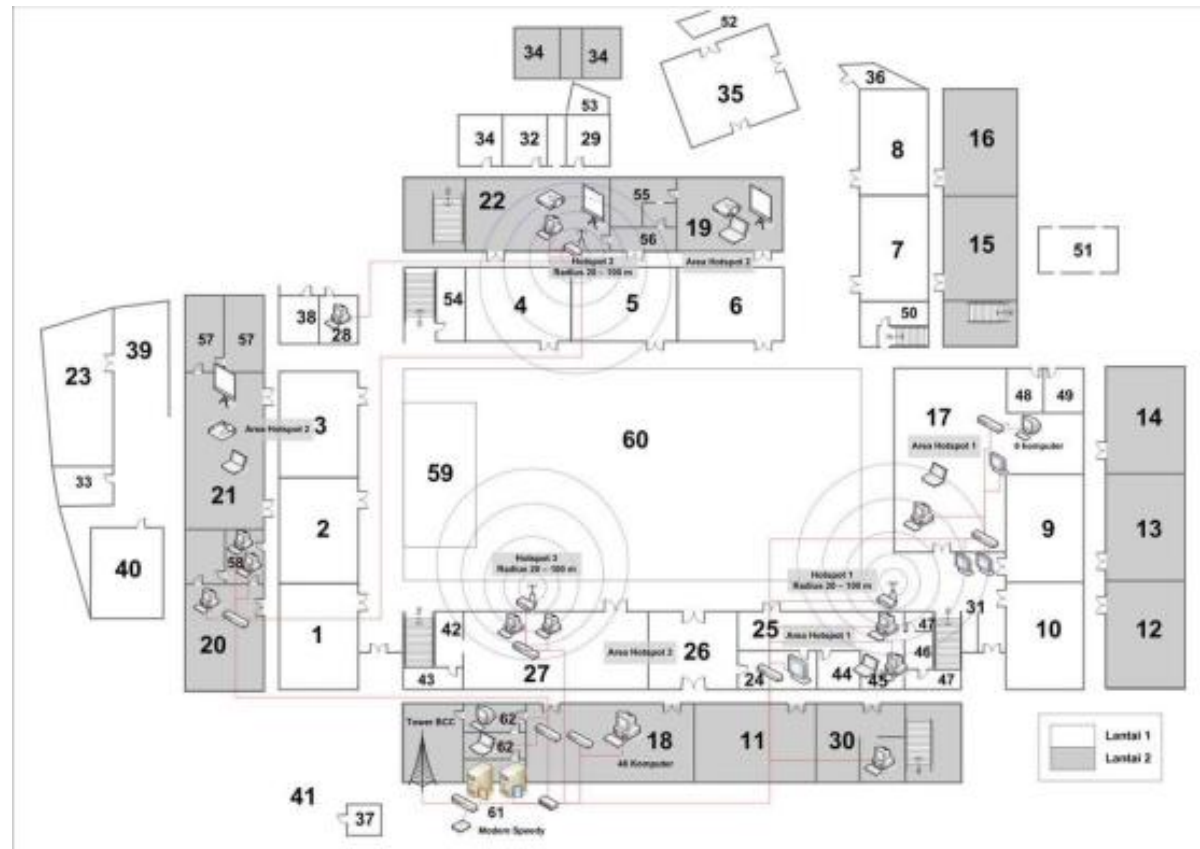 52
34 34
36
35
53
34 32 29
8 16
22 55 19
56
7 15 51
Hotspot 2
Radius 20 – 100 m
Area Hotspot 2
54 4 5 6
50
38 28
57 57
39
23
3
Area Hotspot 2
48 49
17
14
60
Area Hotspot 1
59
33
21
2
9 13
58
40
Hotspot 3
Radius 20 – 100 m
Hotspot 1
Radius 20 – 100 m
20 1
42 25 47 31 10 12
Area Hotspot 1
26
Area Hotspot 3
46
27
43 24 44 45 47
Tower BCC
62
62
18 11 30
48 Komputer
Lantai 1
Lantai 2
41
61
37
Modem Speedy